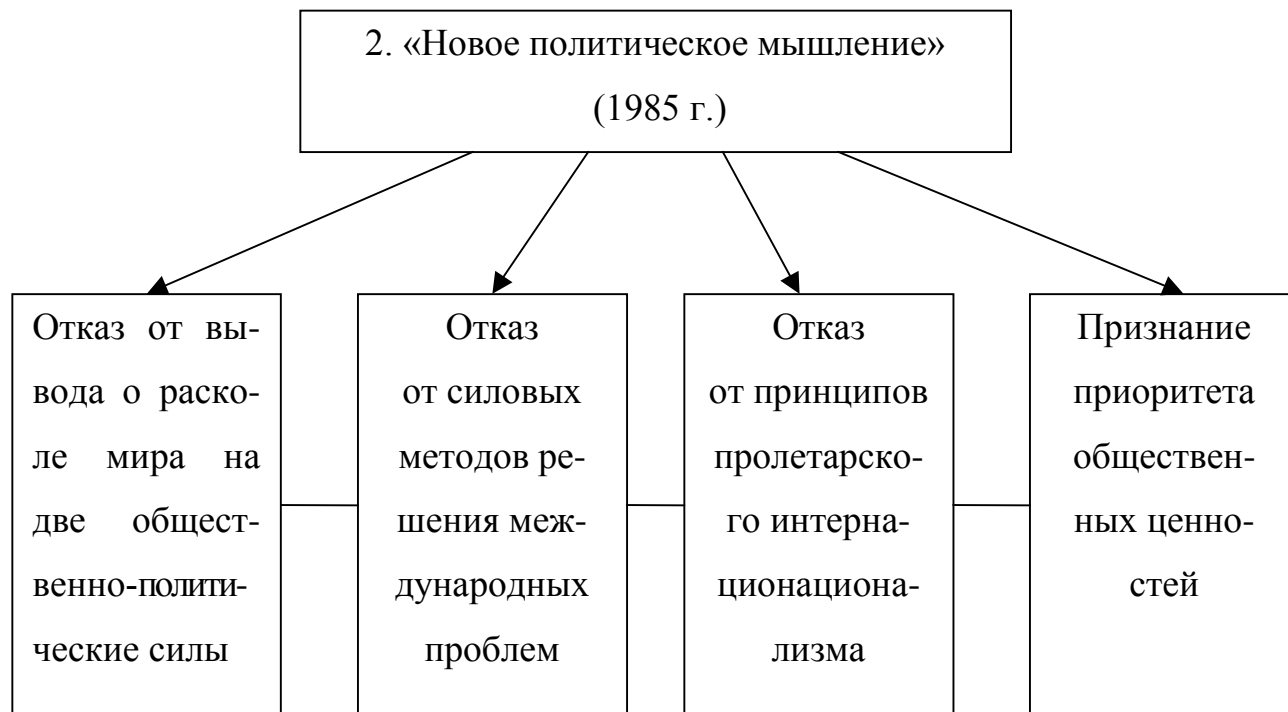 2. «Новое политическое мышление»
(1985 г.)
Отказ от вы-
вода о раско-
ле мира на
две общест-
венно-полити-
ческие силы
Отказ
от силовых
методов ре-
шения меж-
дународных
проблем
Отказ
от принципов
пролетарско-
го интерна-
ционациона-
лизма
Признание
приоритета
обществен-
ных ценно-
стей